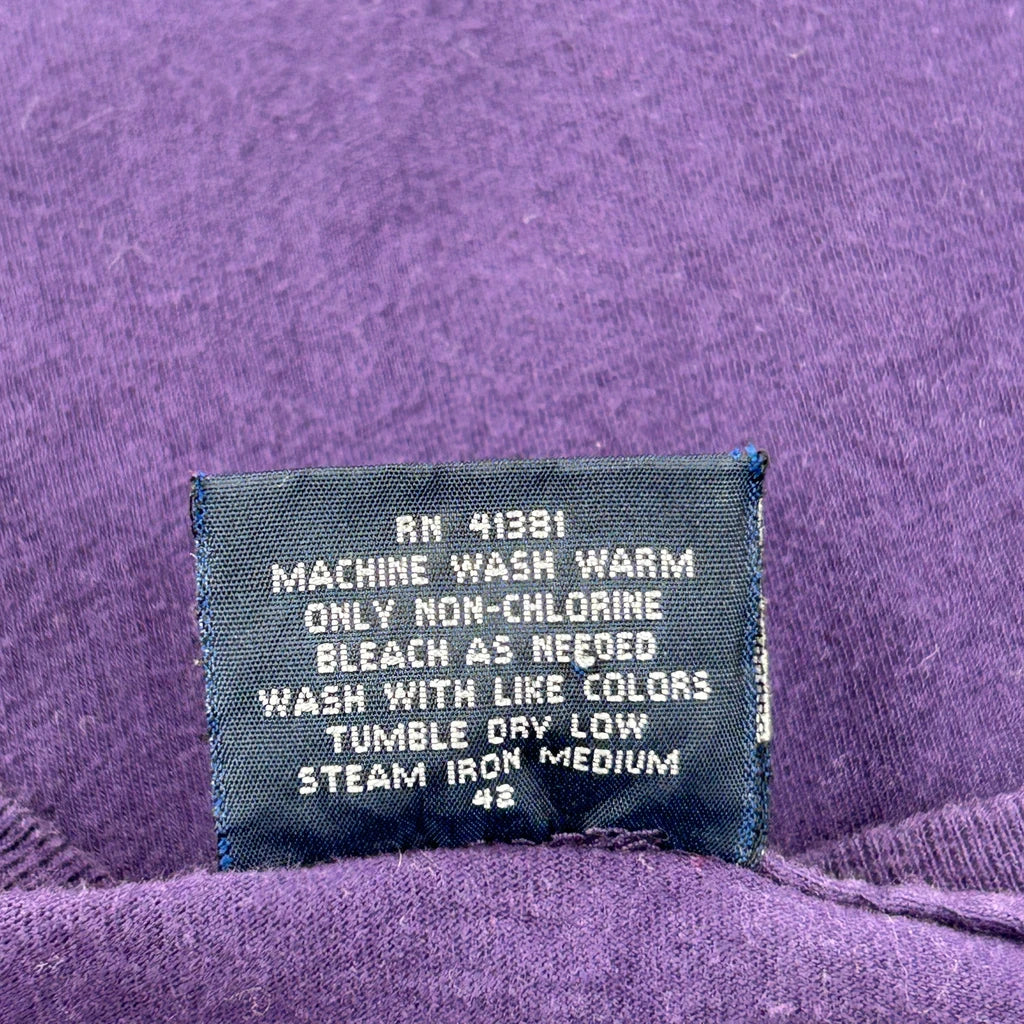 RN 41381
MACHINE WASH WARM
ONLY NON-CHLORINE
BLEACH AS NEEDED
WASH WITH LIKE COLORS
TUMBLE DRY LOW
STEAM IRON MEDIUM
42